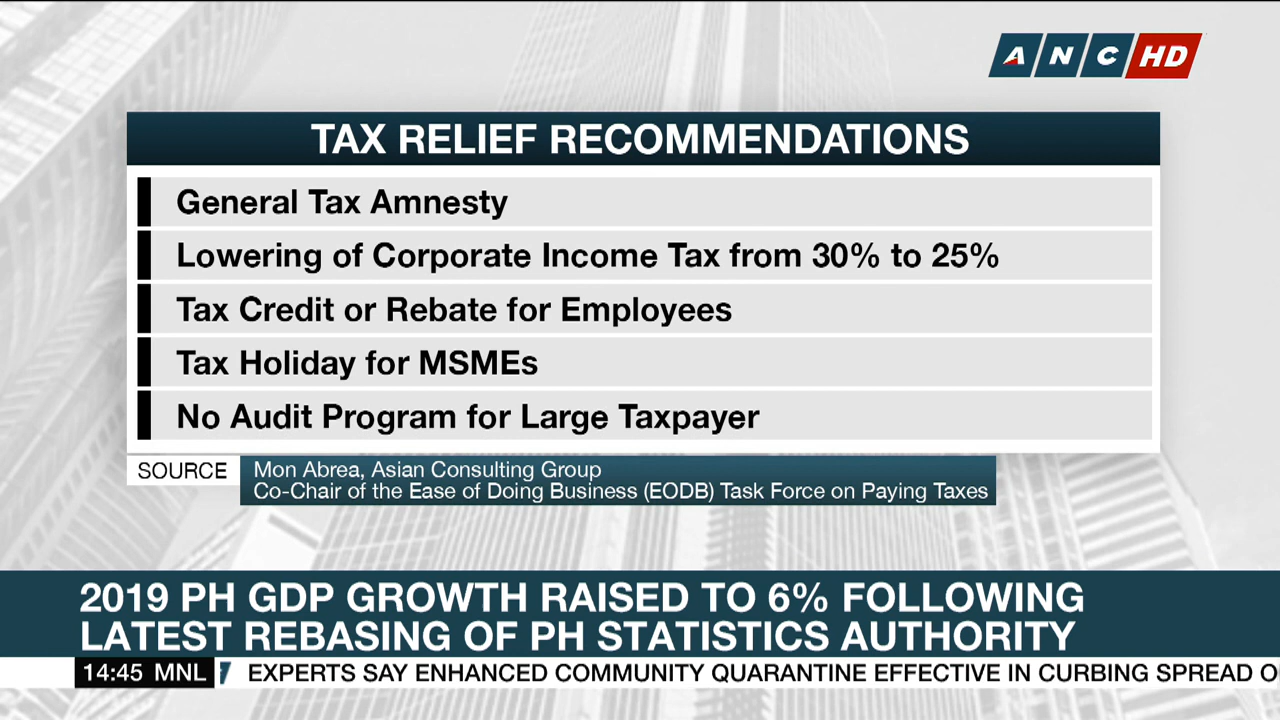 ANC HD
TAX RELIEF RECOMMENDATIONS
General Tax Amnesty
Lowering of Corporate Income Tax from 30% to 25%
Tax Credit or Rebate for Employees
Tax Holiday for MSMEs
No Audit Program for Large Taxpayer
SOURCE
Mon Abrea, Asian Consulting Group
Co-Chair of the Ease of Doing Business (EODB) Task Force on Paying Taxes
2019 PH GDP GROWTH RAISED TO 6% FOLLOWING
LATEST REBASING OF PH STATISTICS AUTHORITY
14:45 MNL EXPERTS SAY ENHANCED COMMUNITY QUARANTINE EFFECTIVE IN CURBING SPREAD